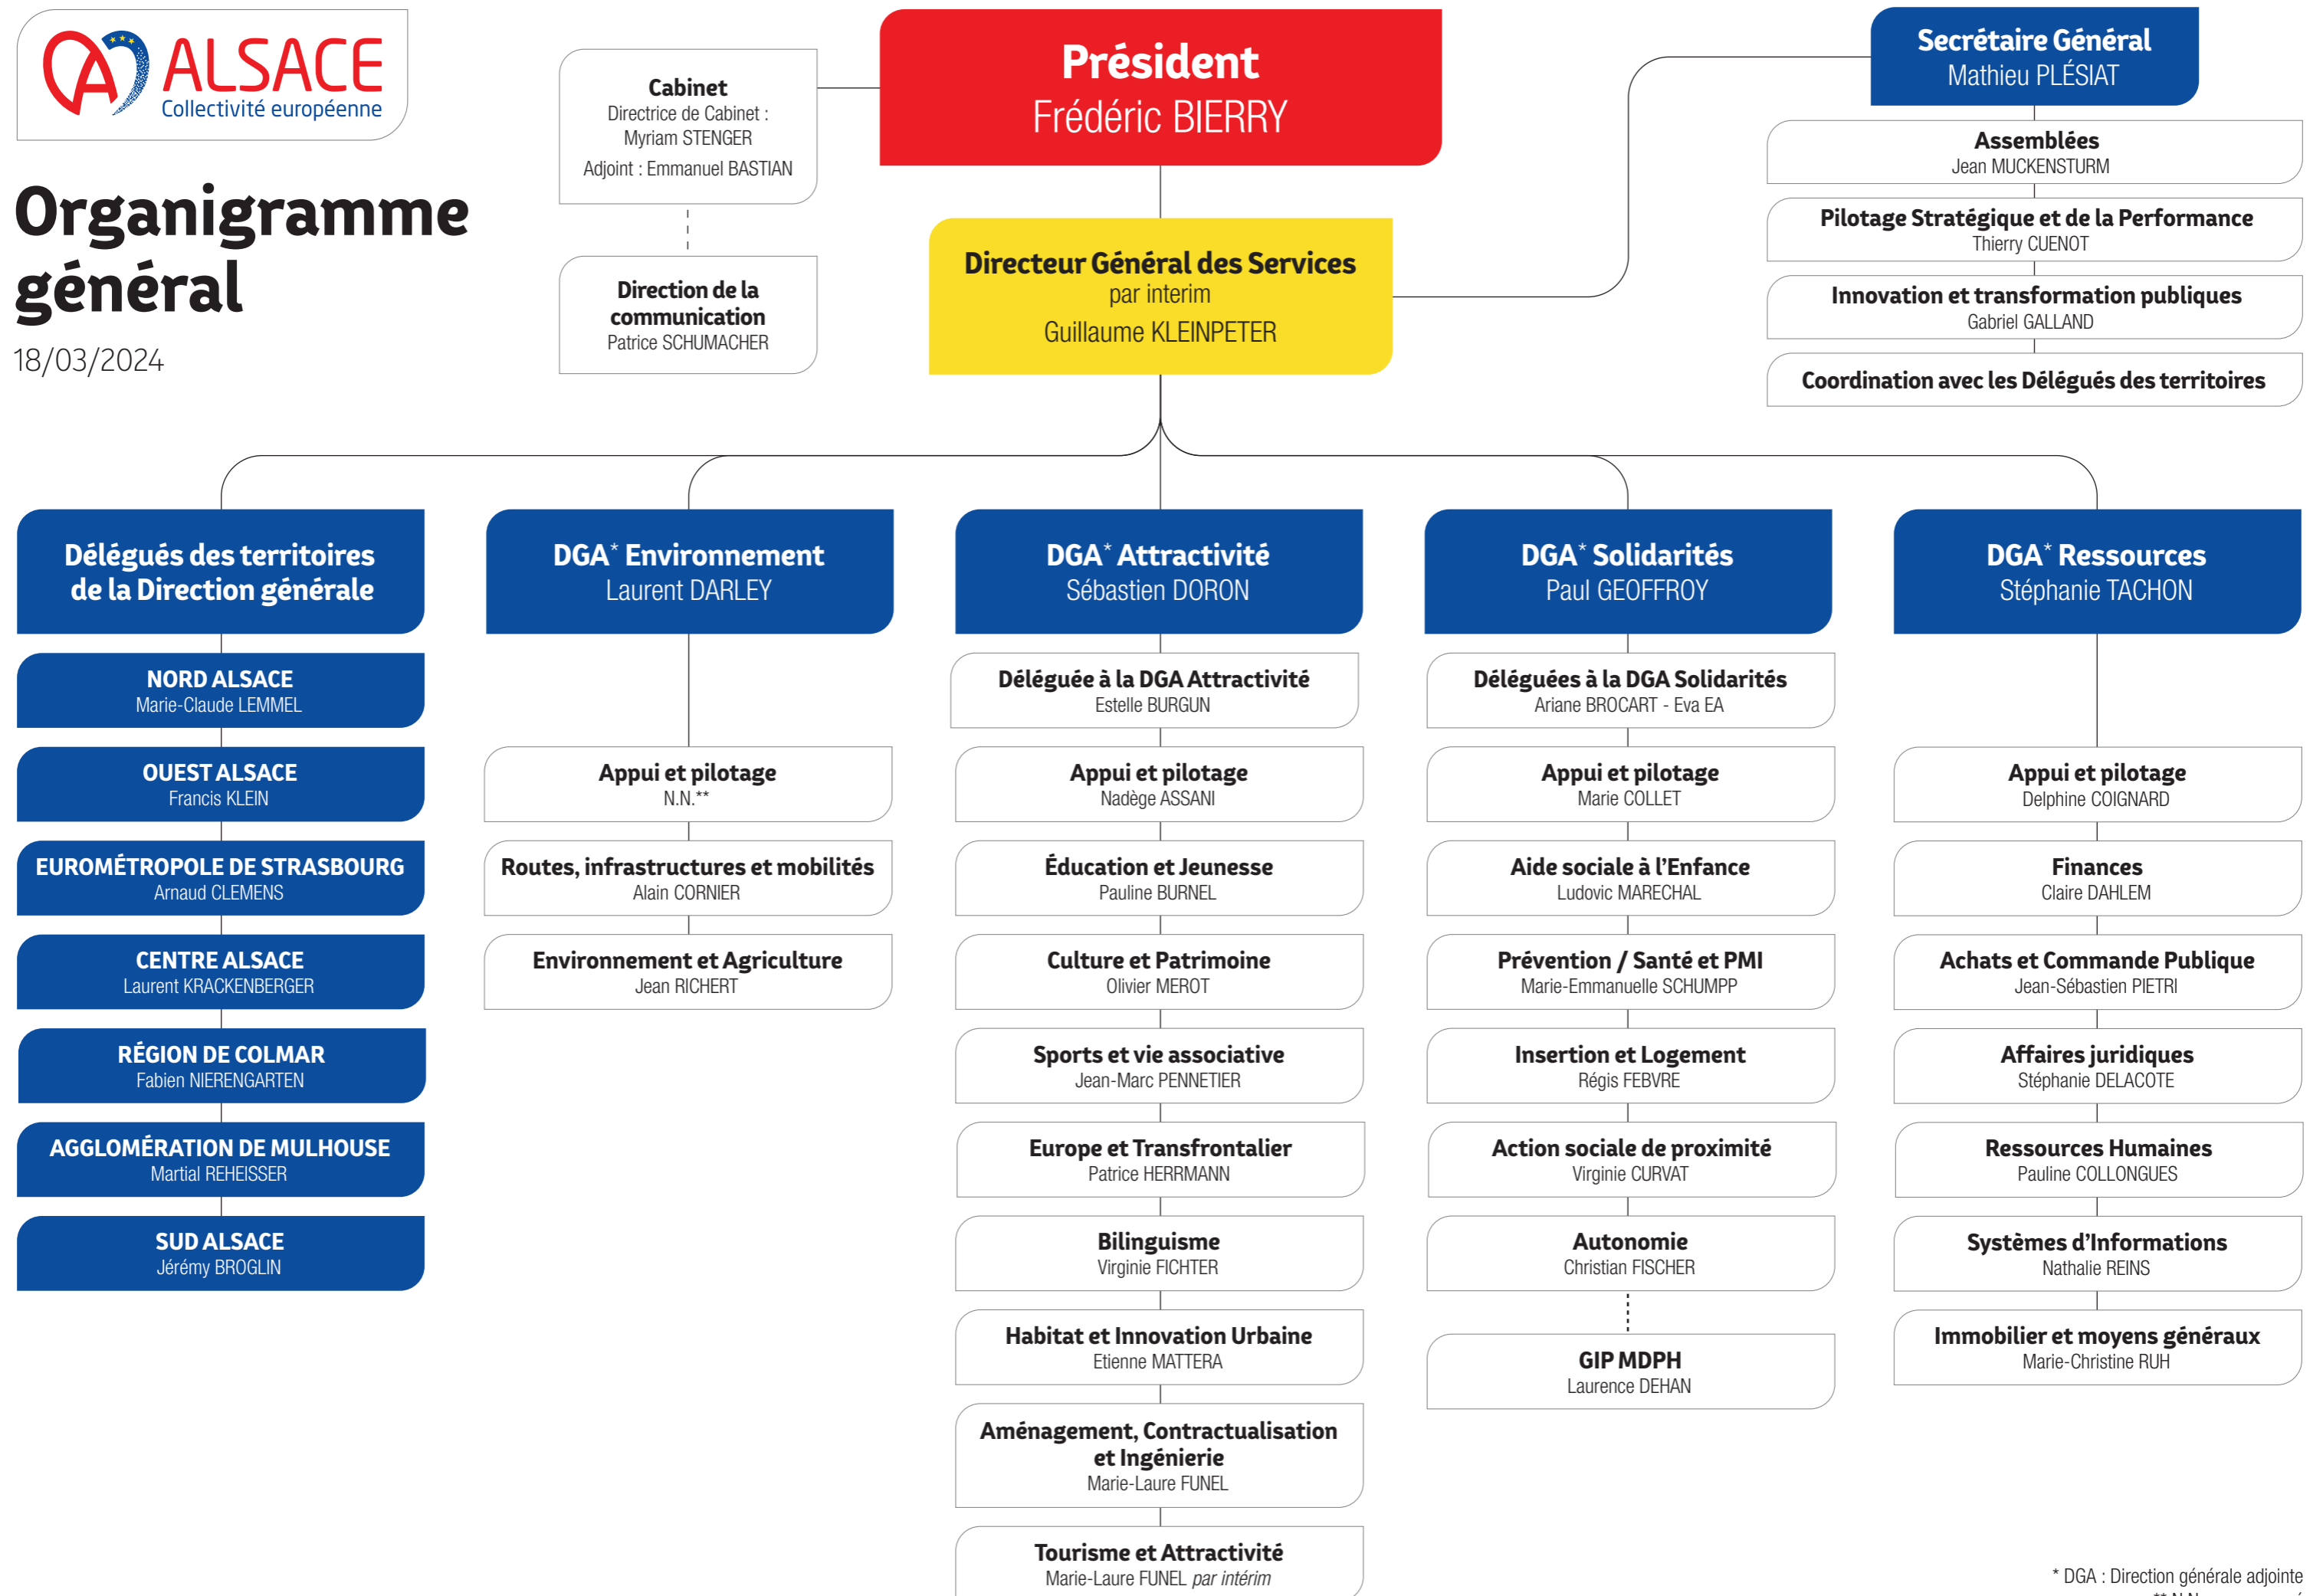 ALSACE
Collectivité européenne
Organigramme
général
18/03/2024
Cabinet
Directrice de Cabinet :
Myriam STENGER
Adjoint : Emmanuel BASTIAN
Direction de la
communication
Patrice SCHUMACHER
Président
Frédéric BIERRY
Directeur Général des Services
par interim
Guillaume KLEINPETER
Secrétaire Général
Mathieu PLÉSIAT
Assemblées
Jean MUCKENSTURM
Pilotage Stratégique et de la Performance
Thierry CUENOT
Innovation et transformation publiques
Gabriel GALLAND
Coordination avec les Délégués des territoires
Délégués des territoires
de la Direction générale
NORD ALSACE
Marie-Claude LEMMEL
OUEST ALSACE
Francis KLEIN
EUROMÉTROPOLE DE STRASBOURG
Arnaud CLEMENS
CENTRE ALSACE
Laurent KRACKENBERGER
RÉGION DE COLMAR
Fabien NIERENGARTEN
AGGLOMÉRATION DE MULHOUSE
Martial REHEISSER
SUD ALSACE
Jérémy BROGLIN
DGA* Environnement
Laurent DARLEY
Appui et pilotage
N.N.**
Routes, infrastructures et mobilités
Alain CORNIER
Environnement et Agriculture
Jean RICHERT
DGA* Attractivité
Sébastien DORON
Déléguée à la DGA Attractivité
Estelle BURGUN
Appui et pilotage
Nadège ASSANI
Éducation et Jeunesse
Pauline BURNEL
Culture et Patrimoine
Olivier MEROT
Sports et vie associative
Jean-Marc PENNETIER
Europe et Transfrontalier
Patrice HERRMANN
Bilinguisme
Virginie FICHTER
Habitat et Innovation Urbaine
Etienne MATTERA
Aménagement, Contractualisation
et Ingénierie
Marie-Laure FUNEL
Tourisme et Attractivité
Marie-Laure FUNEL par intérim
DGA* Solidarités
Paul GEOFFROY
Déléguées à la DGA Solidarités
Ariane BROCART - Eva EA
Appui et pilotage
Marie COLLET
Aide sociale à l'Enfance
Ludovic MARECHAL
Prévention / Santé et PMI
Marie-Emmanuelle SCHUMPP
Insertion et Logement
Régis FEBVRE
Action sociale de proximité
Virginie CURVAT
Autonomie
Christian FISCHER
GIP MDPH
Laurence DEHAN
DGA* Ressources
Stéphanie TACHON
Appui et pilotage
Delphine COIGNARD
Finances
Claire DAHLEM
Achats et Commande Publique
Jean-Sébastien PIETRI
Affaires juridiques
Stéphanie DELACOTE
Ressources Humaines
Pauline COLLONGUES
Systèmes d'Informations
Nathalie REINS
Immobilier et moyens généraux
Marie-Christine RUH
* DGA : Direction générale adjointe